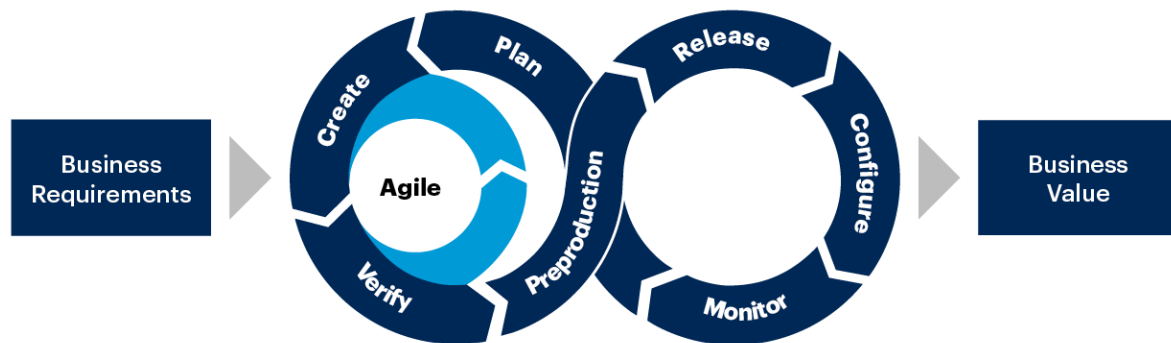 Business
Requirements
Plan
Create
Agile
Verify
Preproduction
Release
Configure
Monitor
Business
Value